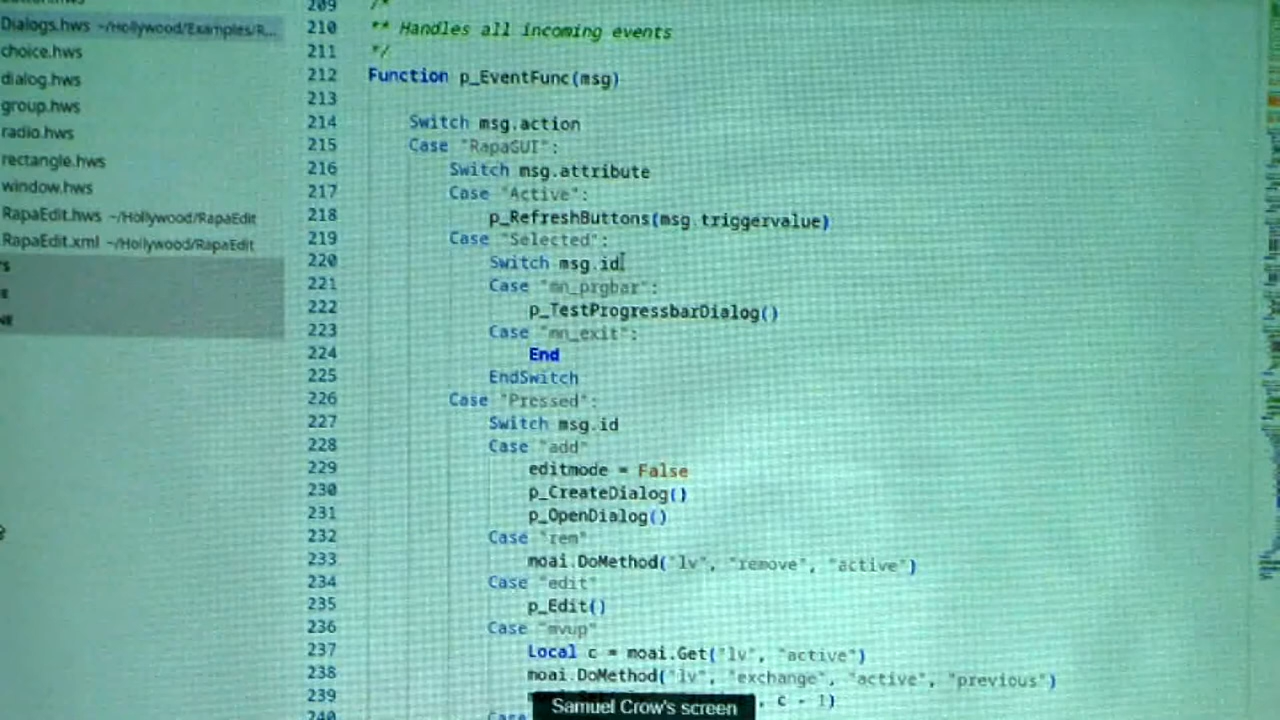 Dialogs.hws ~/Hollywood/Examples/R...
choice.hws
dialog.hws
group.hws
radio.hws
rectangle.hws
window.hws
RapaEdit.hws ~/Hollywood/RapaEdit
RapaEdit.xml ~/Hollywood/RapaEdit
209 /*
210 ** Handles all incoming events
211 */
212 Function p_EventFunc(msg)
213
214 Switch msg.action
215 Case "RapaGUI":
216 Switch msg.attribute
217 Case "Active":
218 p_RefreshButtons(msg.triggervalue)
219 Case "Selected":
220 Switch msg.id
221 Case "mn_prgbar":
222 p_TestProgressbarDialog()
223 Case "mn_exit":
224 End
225 EndSwitch
226 Case "Pressed":
227 Switch msg.id
228 Case "add"
229 editmode = False
230 p_CreateDialog()
231 p_OpenDialog()
232 Case "rem"
233 moai.DoMethod("lv", "remove", "active")
234 Case "edit"
235 p_Edit()
236 Case "mvup"
237 Local c = moai.Get("lv", "active")
238 moai.DoMethod("lv", "exchange", "active", "previous")
239 , c - 1)
240 Case
Samuel Crow's screen